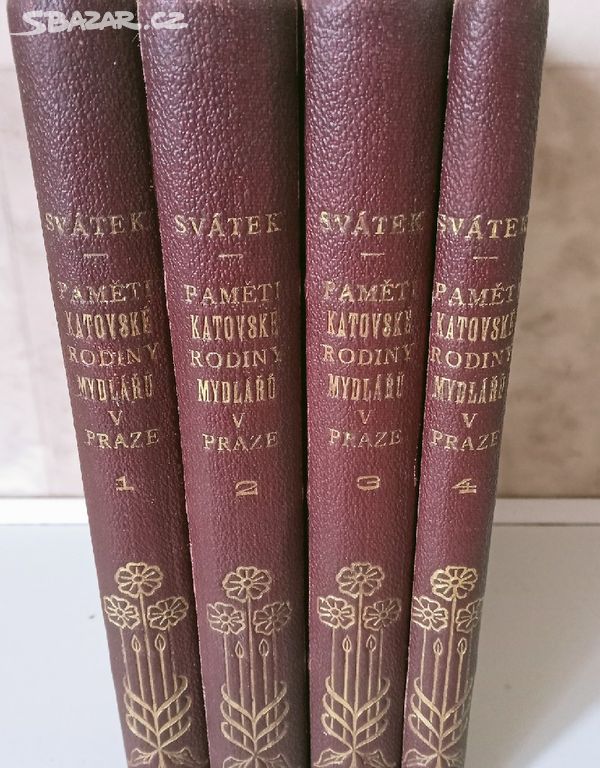 SBAZAR.CZ
SVÁTEK
—
PAMĚTI
KATOVSKÉ
RODINY
MYDLÁŘŮ
V
PRAZE
1
SVÁTEK
—
PAMĚTI
KATOVSKÉ
RODINY
MYDLÁŘŮ
V
PRAZE
2
SVÁTEK
—
PAMĚTI
KATOVSKÉ
RODINY
MYDLÁŘŮ
V
PRAZE
3
SVÁTEK
—
PAMĚTI
KATOVSKÉ
RODINY
MYDLÁŘŮ
V
PRAZE
4